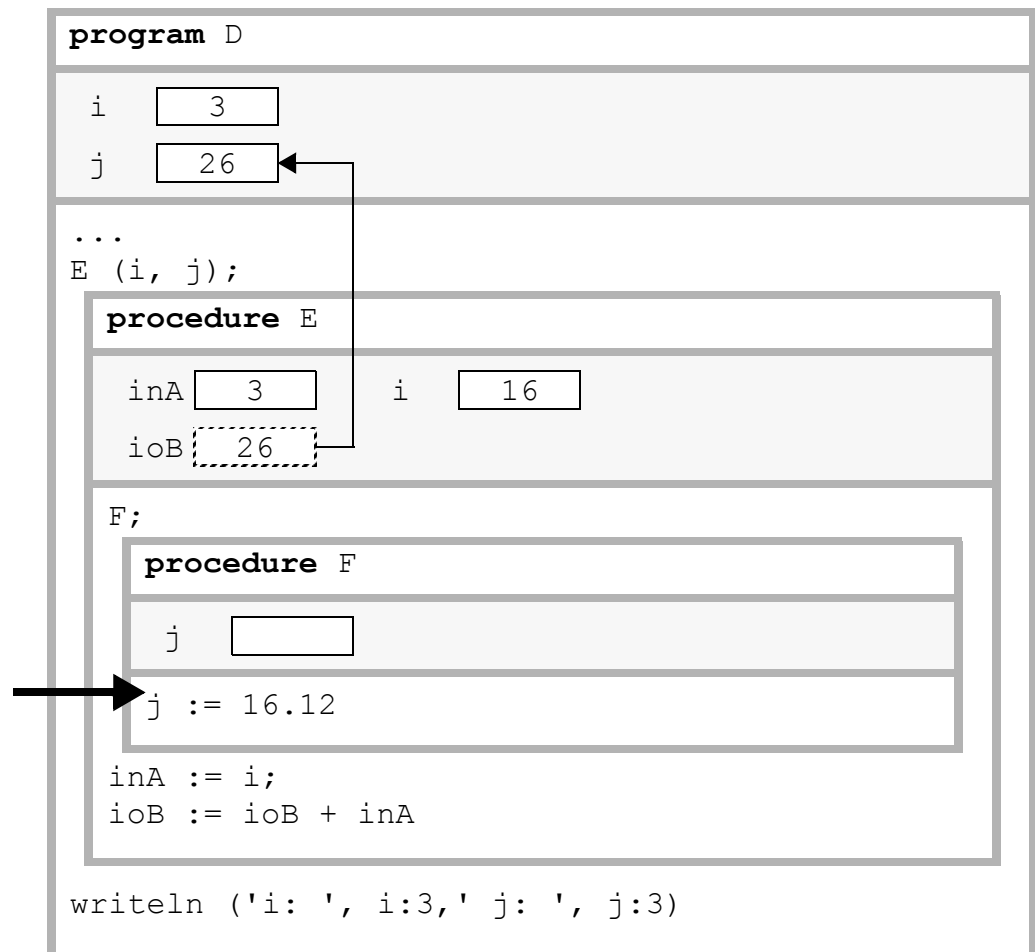 program D
i 3
j 26
...
E (i, j);
procedure E
inA 3 i 16
ioB 26
F;
procedure F
j
j := 16.12
inA := i;
ioB := ioB + inA
writeln ('i: ', i:3,' j: ', j:3)